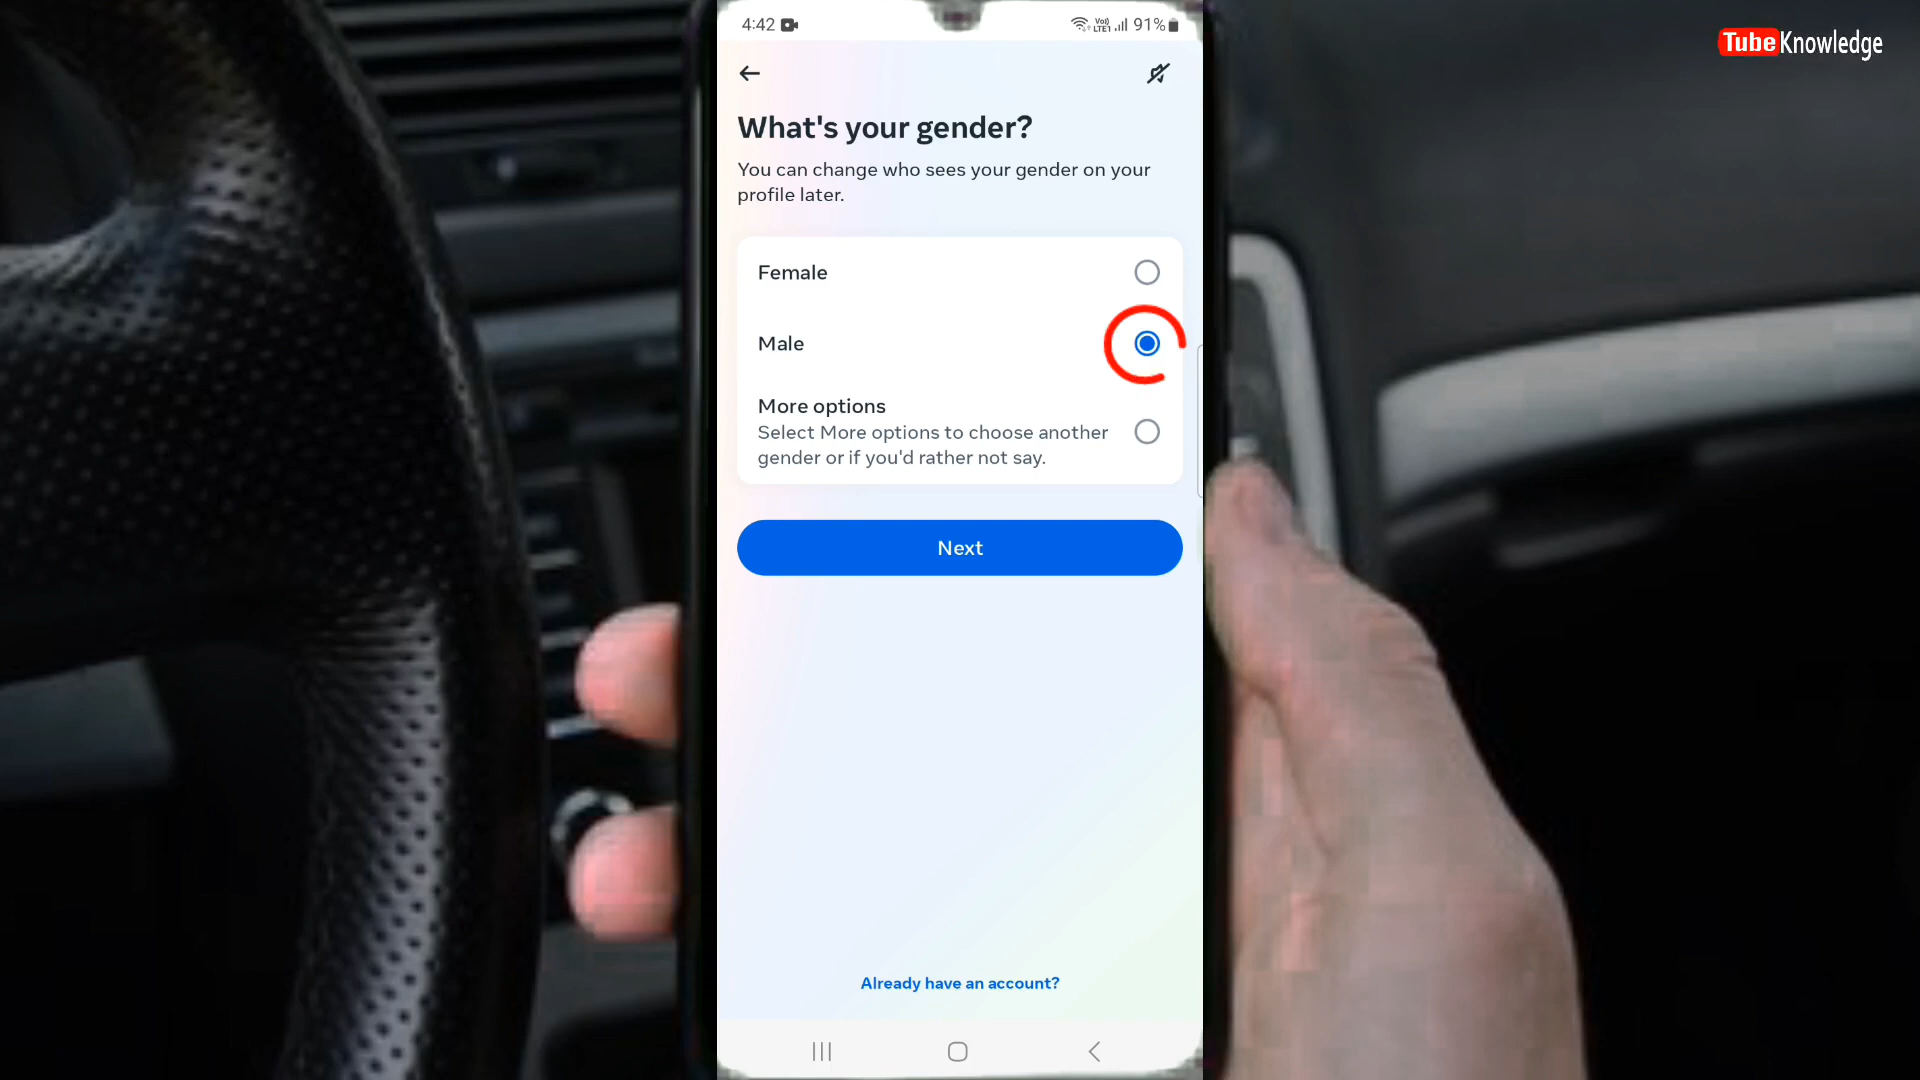 4:42
Vo))
LTE1
91%
TubeKnowledge
What's your gender?
You can change who sees your gender on your
profile later.
Female
Male
More options
Select More options to choose another
gender or if you'd rather not say.
Next
Already have an account?